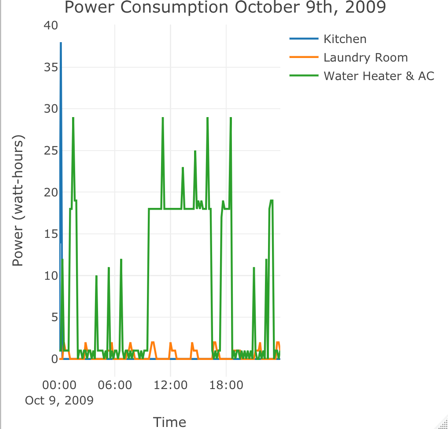 Power Consumption October 9th, 2009
Kitchen
Laundry Room
Water Heater & AC
Power (watt-hours)
40
35
30
25
20
15
10
5
0
00:00 06:00 12:00 18:00
Oct 9, 2009
Time